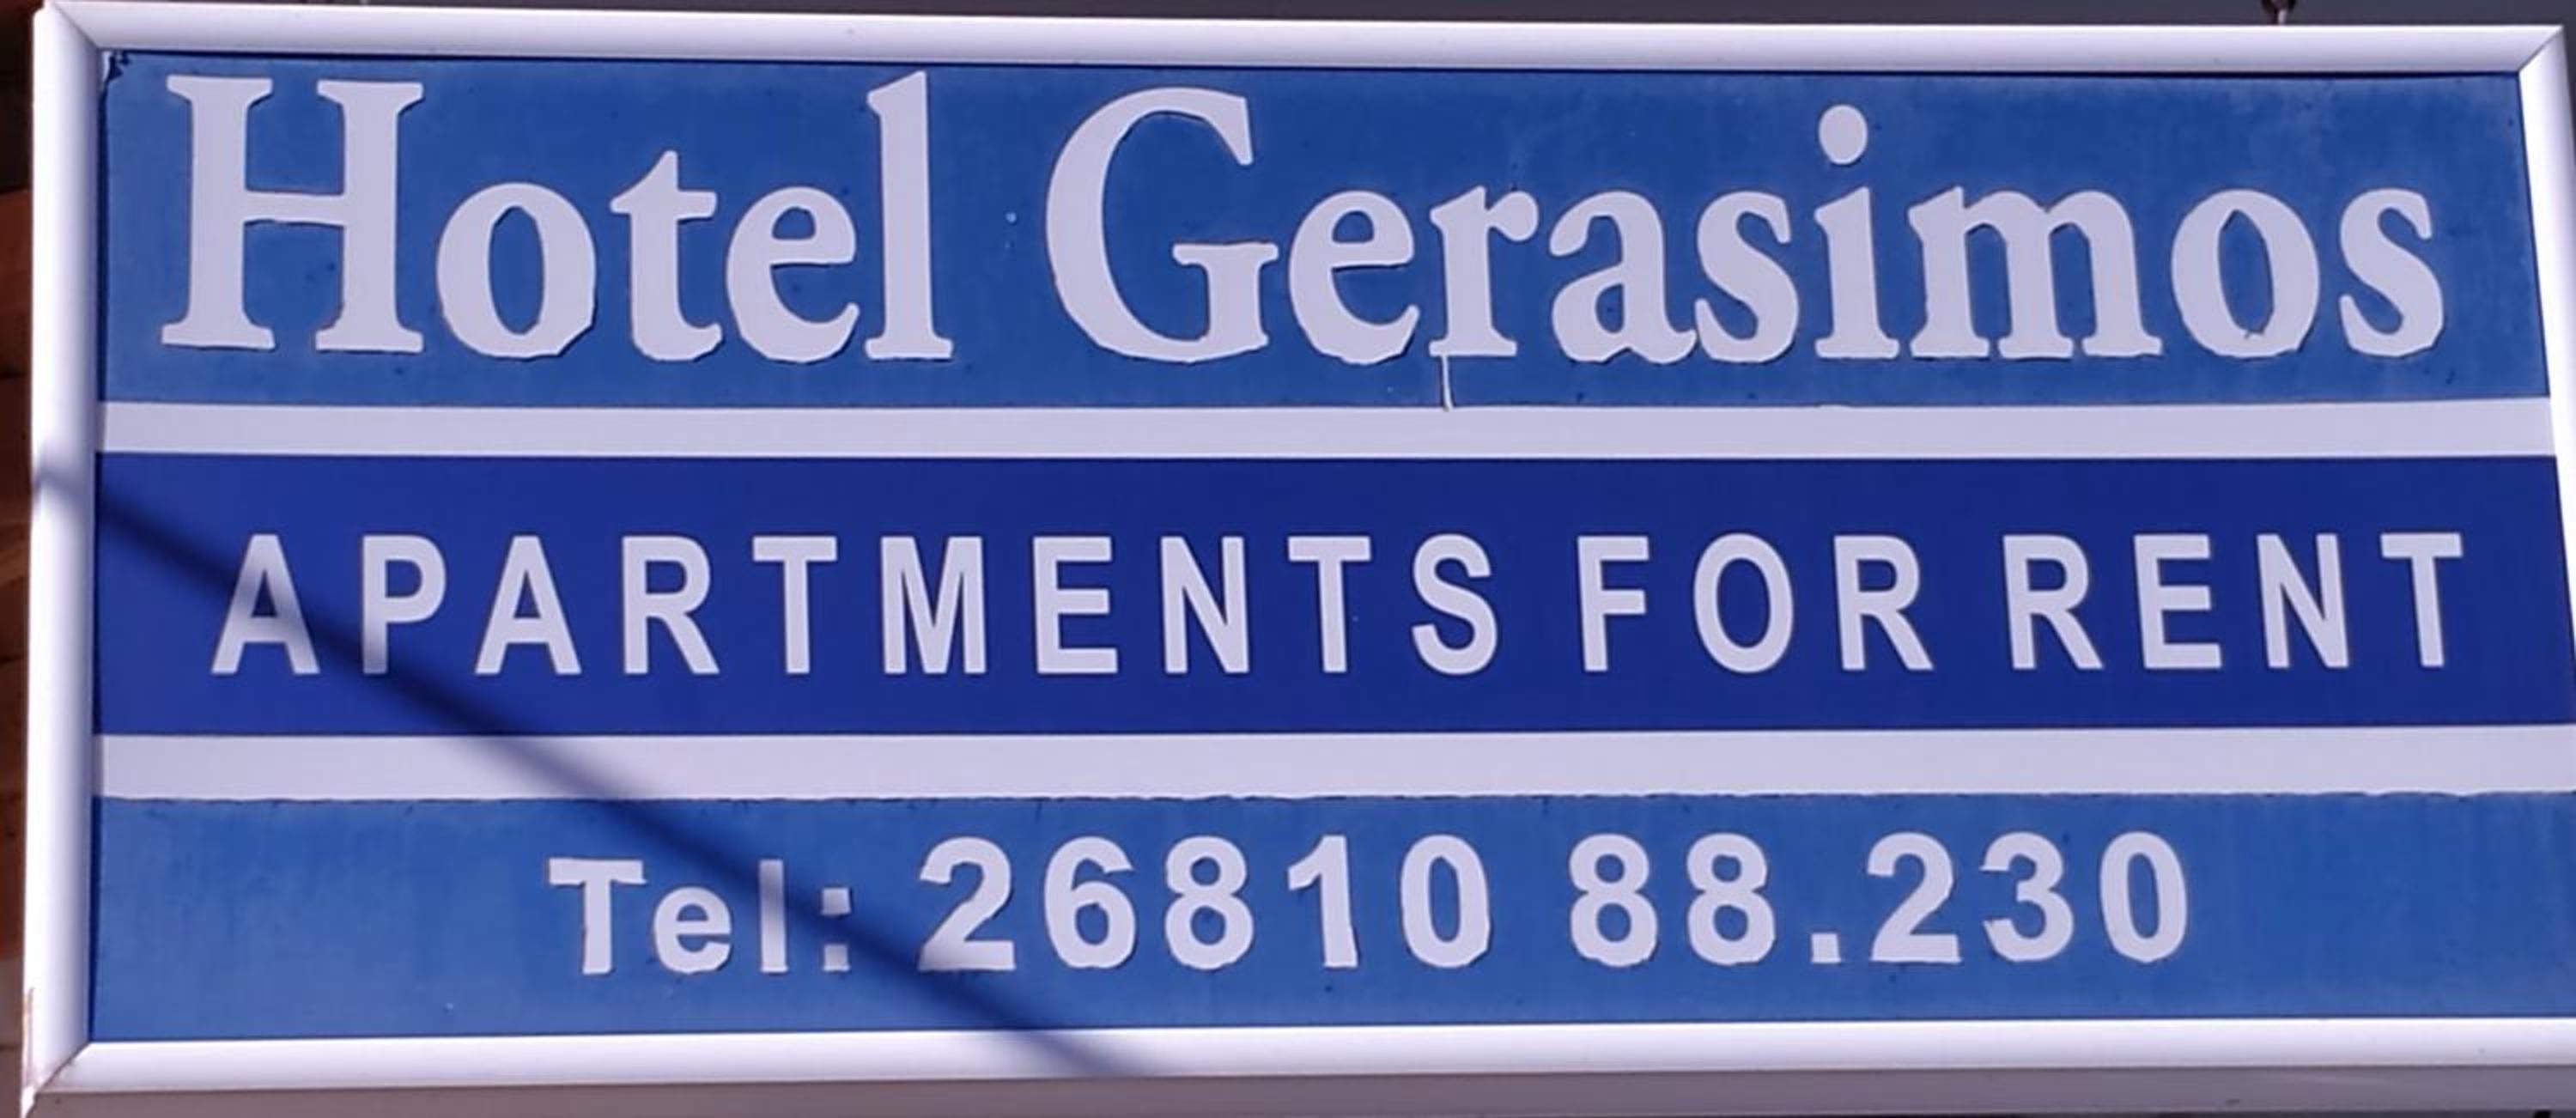 Hotel Gerasimos
APARTMENTS FOR RENT
Tel: 26810 88.230